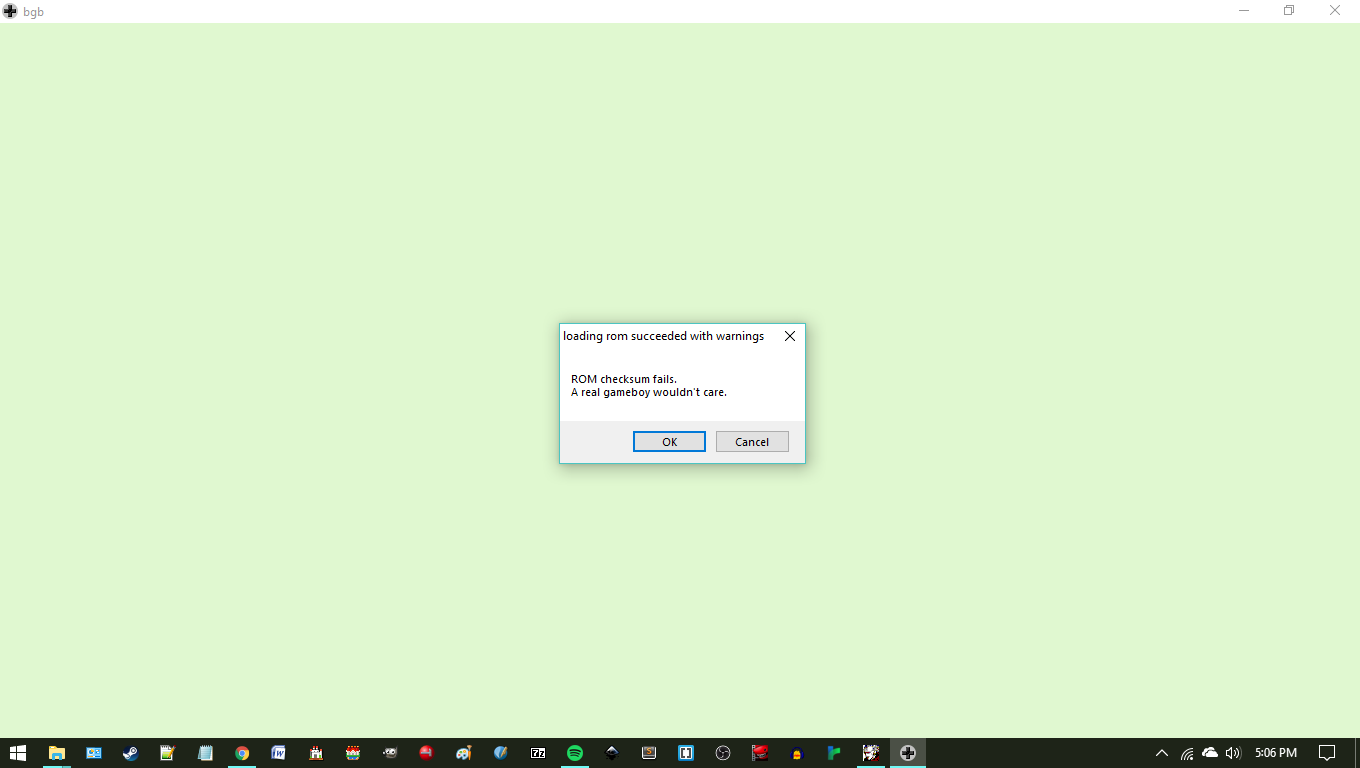 bgb
loading rom succeeded with warnings
ROM checksum fails.
A real gameboy wouldn't care.
OK
Cancel
5:06 PM